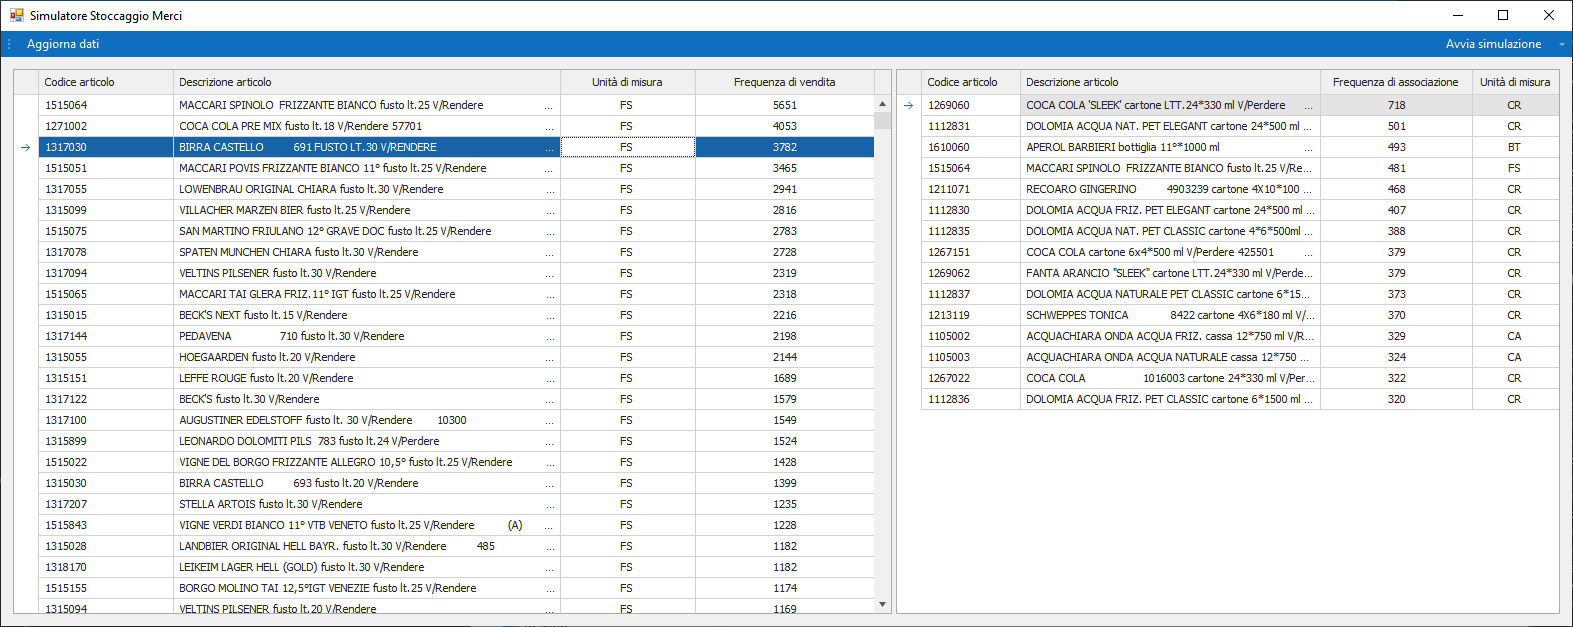 Simulatore Stoccaggio Merci
Aggiorna dati Avvia simulazione
Codice articolo Descrizione articolo Unità di misura Frequenza di vendita
1515064 MACCARI SPINOLO FRIZZANTE BIANCO fusto lt.25 V/Rendere ... FS 5651
1271002 COCA COLA PRE MIX fusto lt.18 V/Rendere 57701 ... FS 4053
1317030 BIRRA CASTELLO 691 FUSTO LT.30 V/RENDERE ... FS 3782
1515051 MACCARI POVIS FRIZZANTE BIANCO 11° fusto lt.25 V/Rendere ... FS 3465
1317055 LOWENBRAU ORIGINAL CHIARA fusto lt.30 V/Rendere ... FS 2941
1315099 VILLACHER MARZEN BIER fusto lt.25 V/Rendere ... FS 2816
1515075 SAN MARTINO FRIULANO 12° GRAVE DOC fusto lt.25 V/Rendere ... FS 2783
1317078 SPATEN MUNCHEN CHIARA fusto lt.30 V/Rendere ... FS 2728
1317094 VELTINS PILSENER fusto lt.30 V/Rendere ... FS 2319
1515065 MACCARI TAI GLERA FRIZ.11° IGT fusto lt.25 V/Rendere ... FS 2318
1315015 BECK'S NEXT fusto lt.15 V/Rendere ... FS 2216
1317144 PEDAVENA 710 fusto lt.30 V/Rendere ... FS 2198
1315055 HOEGAARDEN fusto lt.20 V/Rendere ... FS 2144
1315151 LEFFE ROUGE fusto lt.20 V/Rendere ... FS 1689
1317122 BECK'S fusto lt.30 V/Rendere ... FS 1579
1317100 AUGUSTINER EDELSTOFF fusto lt. 30 V/Rendere 10300 ... FS 1549
1315899 LEONARDO DOLOMITI PILS 783 fusto lt.24 V/Perdere ... FS 1524
1515022 VIGNE DEL BORGO FRIZZANTE ALLEGRO 10,5° fusto lt.25 V/Rendere ... FS 1428
1315030 BIRRA CASTELLO 693 fusto lt.20 V/Rendere ... FS 1399
1317207 STELLA ARTOIS fusto lt.30 V/Rendere ... FS 1235
1515843 VIGNE VERDI BIANCO 11° VTB VENETO fusto lt.25 V/Rendere (A) ... FS 1228
1315028 LANDBIER ORIGINAL HELL BAYR. fusto lt.30 V/Rendere 485 ... FS 1182
1318170 LEIKEIM LAGER HELL (GOLD) fusto lt.30 V/Rendere ... FS 1182
1515155 BORGO MOLINO TAI 12,5°IGT VENEZIE fusto lt.25 V/Rendere ... FS 1174
1315094 VELTINS PILSENER fusto lt.20 V/Rendere ... FS 1169
Codice articolo Descrizione articolo Frequenza di associazione Unità di misura
1269060 COCA COLA 'SLEEK' cartone LTT.24*330 ml V/Perdere ... 718 CR
1112831 DOLOMIA ACQUA NAT. PET ELEGANT cartone 24*500 ml ... 501 CR
1610060 APEROL BARBIERI bottiglia 11°*1000 ml ... 493 BT
1515064 MACCARI SPINOLO FRIZZANTE BIANCO fusto lt.25 V/Re... 481 FS
1211071 RECOARO GINGERINO 4903239 cartone 4X10*100 ... 468 CR
1112830 DOLOMIA ACQUA FRIZ. PET ELEGANT cartone 24*500 ml ... 407 CR
1112835 DOLOMIA ACQUA NAT. PET CLASSIC cartone 4*6*500ml ... 388 CR
1267151 COCA COLA cartone 6x4*500 ml V/Perdere 425501 ... 379 CR
1269062 FANTA ARANCIO "SLEEK" cartone LTT.24*330 ml V/Perde... 379 CR
1112837 DOLOMIA ACQUA NATURALE PET CLASSIC cartone 6*15... 373 CR
1213119 SCHWEPPES TONICA 8422 cartone 4X6*180 ml V/... 370 CR
1105002 ACQUACHIARA ONDA ACQUA FRIZ. cassa 12*750 ml V/R... 329 CA
1105003 ACQUACHIARA ONDA ACQUA NATURALE cassa 12*750 ... 324 CA
1267022 COCA COLA 1016003 cartone 24*330 ml V/Per... 322 CR
1112836 DOLOMIA ACQUA FRIZ. PET CLASSIC cartone 6*1500 ml ... 320 CR